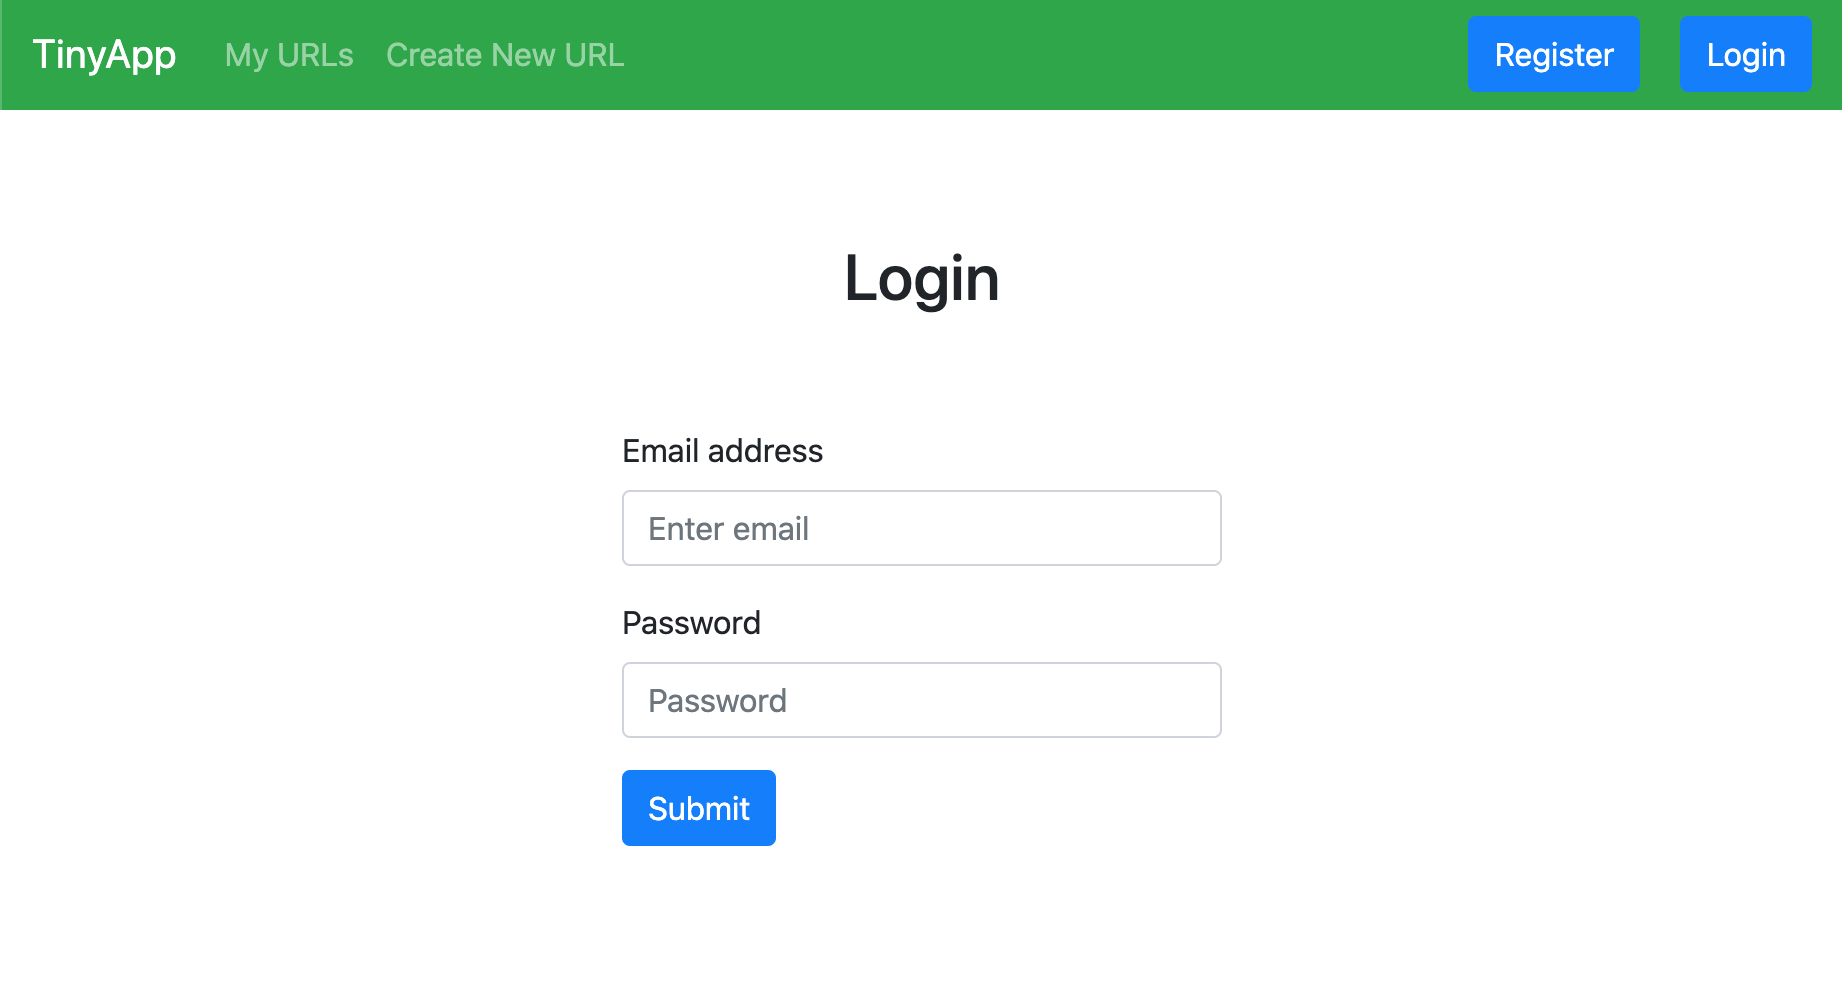 TinyApp My URLs Create New URL Register Login
Login
Email address
Enter email
Password
Password
Submit